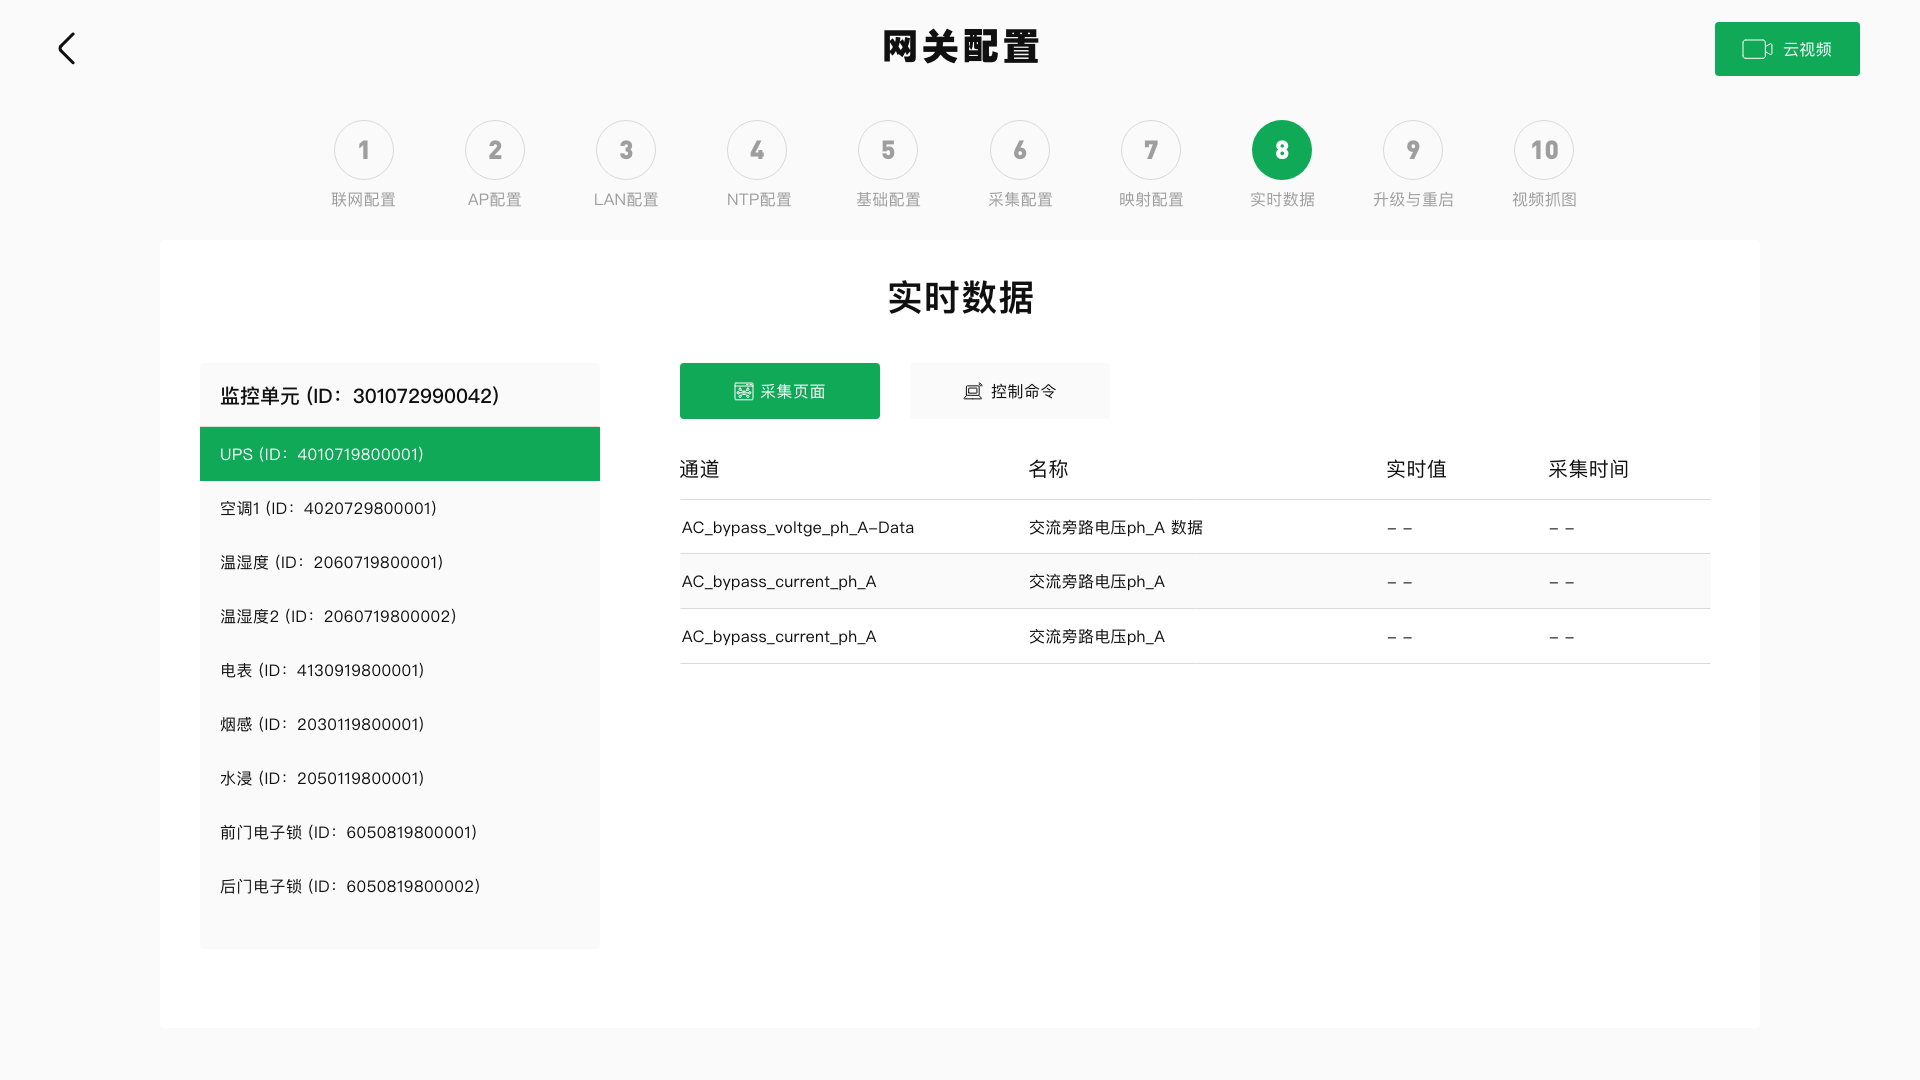 网关配置
云视频
1 2 3 4 5 6 7 8 9 10
联网配置 AP配置 LAN配置 NTP配置 基础配置 采集配置 映射配置 实时数据 升级与重启 视频抓图
实时数据
监控单元 (ID：301072990042)
UPS (ID：4010719800001)
空调1 (ID：4020729800001)
温湿度 (ID：2060719800001)
温湿度2 (ID：2060719800002)
电表 (ID：4130919800001)
烟感 (ID：2030119800001)
水浸 (ID：2050119800001)
前门电子锁 (ID：6050819800001)
后门电子锁 (ID：6050819800002)
采集页面 控制命令
通道 名称 实时值 采集时间
AC_bypass_voltge_ph_A-Data 交流旁路电压ph_A 数据 – – – –
AC_bypass_current_ph_A 交流旁路电压ph_A – – – –
AC_bypass_current_ph_A 交流旁路电压ph_A – – – –